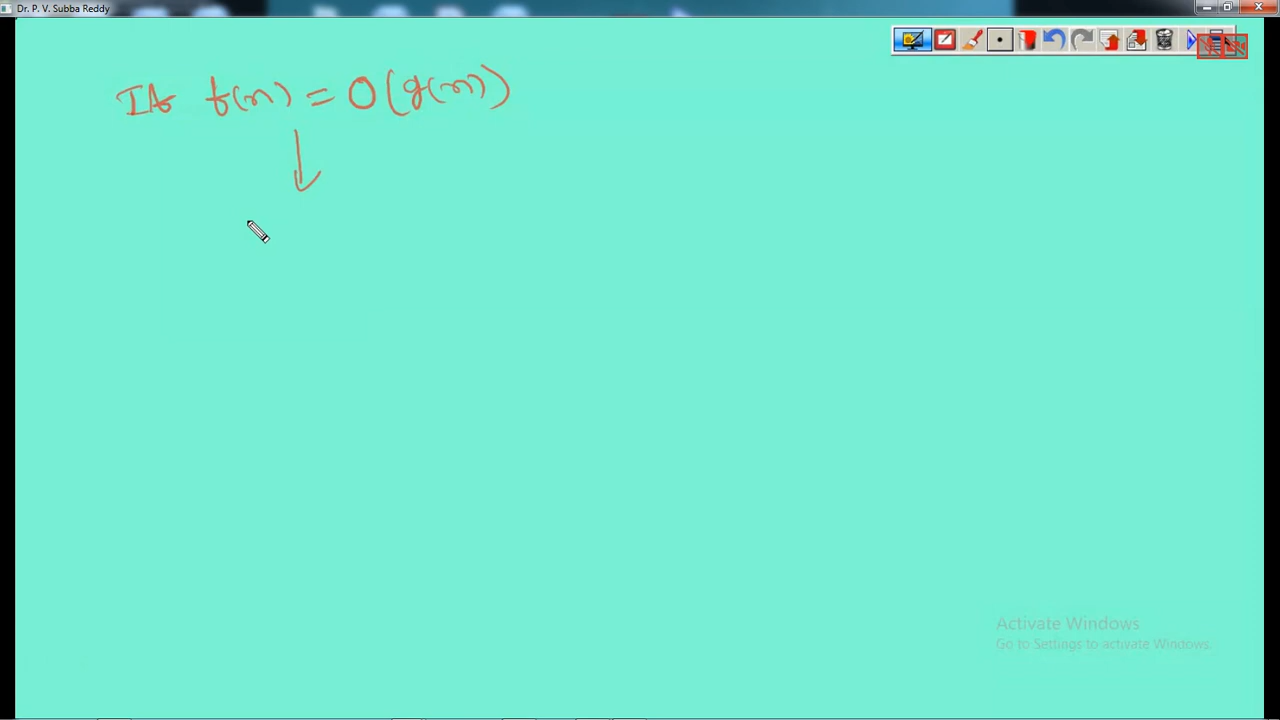 Dr. P. V. Subba Reddy
If f(n) = O(g(n))
Activate Windows
Go to Settings to activate Windows.